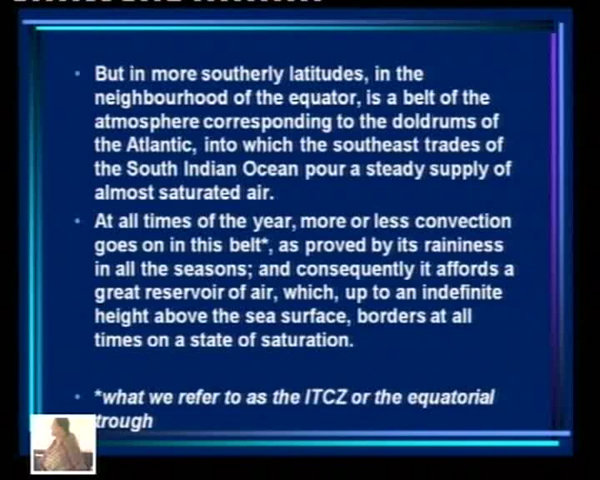 • But in more southerly latitudes, in the
neighbourhood of the equator, is a belt of the
atmosphere corresponding to the doldrums of
the Atlantic, into which the southeast trades of
the South Indian Ocean pour a steady supply of
almost saturated air.
• At all times of the year, more or less convection
goes on in this belt*, as proved by its raininess
in all the seasons; and consequently it affords a
great reservoir of air, which, up to an indefinite
height above the sea surface, borders at all
times on a state of saturation.
• *what we refer to as the ITCZ or the equatorial
trough